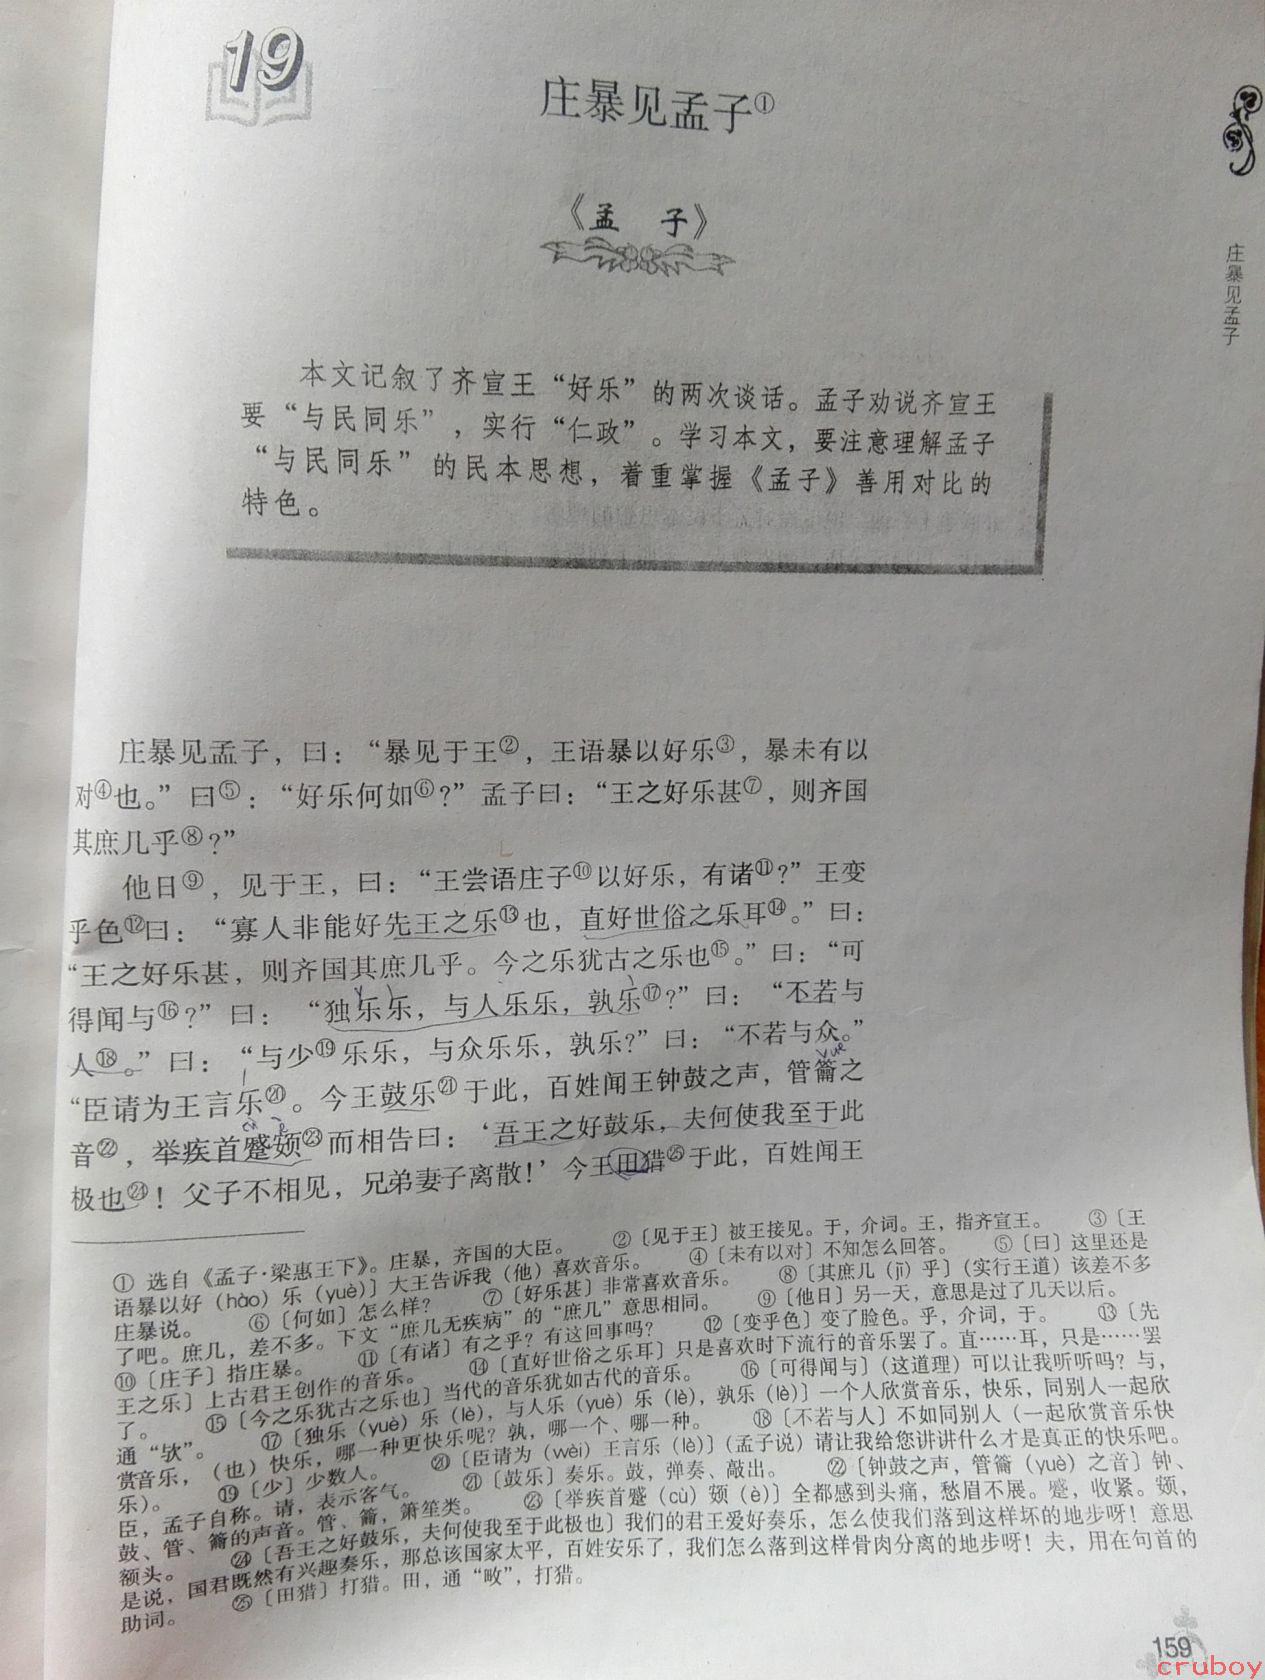 19
庄暴见孟子①
《孟 子》
庄暴见孟子
本文记叙了齐宣王“好乐”的两次谈话。孟子劝说齐宣王
要“与民同乐”，实行“仁政”。学习本文，要注意理解孟子
“与民同乐”的民本思想，着重掌握《孟子》善用对比的
特色。
庄暴见孟子，曰：“暴见于王②，王语暴以好乐③，暴未有以
对④也。”曰⑤：“好乐何如⑥？”孟子曰：“王之好乐甚⑦，则齐国
其庶几乎⑧？”
他日⑨，见于王，曰：“王尝语庄子⑩以好乐，有诸⑪？”王变
乎色⑫曰：“寡人非能好先王之乐⑬也，直好世俗之乐耳⑭。”曰：
“王之好乐甚，则齐国其庶几乎。今之乐犹古之乐也⑮。”曰：“可
得闻与⑯？”曰：“独乐乐，与人乐乐，孰乐⑰？”曰：“不若与
人⑱。”曰：“与少⑲乐乐，与众乐乐，孰乐？”曰：“不若与众。”
yue
“臣请为王言乐⑳。今王鼓乐㉑于此，百姓闻王钟鼓之声，管籥之
音㉒，举疾首蹙頞㉓而相告曰：‘吾王之好鼓乐，夫何使我至于此
极也㉔！父子不相见，兄弟妻子离散！’今王田猎㉕于此，百姓闻王
① 选自《孟子·梁惠王下》。庄暴，齐国的大臣。 ②〔见于王〕被王接见。于，介词。王，指齐宣王。 ③〔王
语暴以好（hào）乐（yuè）〕大王告诉我（他）喜欢音乐。 ④〔未有以对〕不知怎么回答。 ⑤〔曰〕这里还是
庄暴说。 ⑥〔何如〕怎么样？ ⑦〔好乐甚〕非常喜欢音乐。 ⑧〔其庶几（jī）乎〕（实行王道）该差不多
了吧。庶几，差不多。下文“庶几无疾病”的“庶几”意思相同。 ⑨〔他日〕另一天，意思是过了几天以后。
⑩〔庄子〕指庄暴。 ⑪〔有诸〕有之乎？有这回事吗？ ⑫〔变乎色〕变了脸色。乎，介词，于。 ⑬〔先
王之乐〕上古君王创作的音乐。 ⑭〔直好世俗之乐耳〕只是喜欢时下流行的音乐罢了。直……耳，只是……罢
了。 ⑮〔今之乐犹古之乐也〕当代的音乐犹如古代的音乐。 ⑯〔可得闻与〕（这道理）可以让我听听吗？与，
通“欤”。 ⑰〔独乐（yuè）乐（lè），与人乐（yuè）乐（lè），孰乐（lè）〕一个人欣赏音乐，快乐，同别人一起欣
赏音乐，（也）快乐，哪一种更快乐呢？孰，哪一个、哪一种。 ⑱〔不若与人〕不如同别人（一起欣赏音乐快
乐）。 ⑲〔少〕少数人。 ⑳〔臣请为（wèi）王言乐（lè）〕（孟子说）请让我给您讲讲什么才是真正的快乐吧。
臣，孟子自称。请，表示客气。 ㉑〔鼓乐〕奏乐。鼓，弹奏、敲出。 ㉒〔钟鼓之声，管籥（yuè）之音〕钟、
鼓、管、籥的声音。管、籥，箫笙类。 ㉓〔举疾首蹙（cù）頞（è）〕全都感到头痛，愁眉不展。蹙，收紧。頞，
额头。 ㉔〔吾王之好鼓乐，夫何使我至于此极也〕我们的君王爱好奏乐，怎么使我们落到这样坏的地步呀！意思
是说，国君既然有兴趣奏乐，那总该国家太平，百姓安乐了，我们怎么落到这样骨肉分离的地步呀！夫，用在句首的
助词。 ㉕〔田猎〕打猎。田，通“畋”，打猎。
159
cruboy